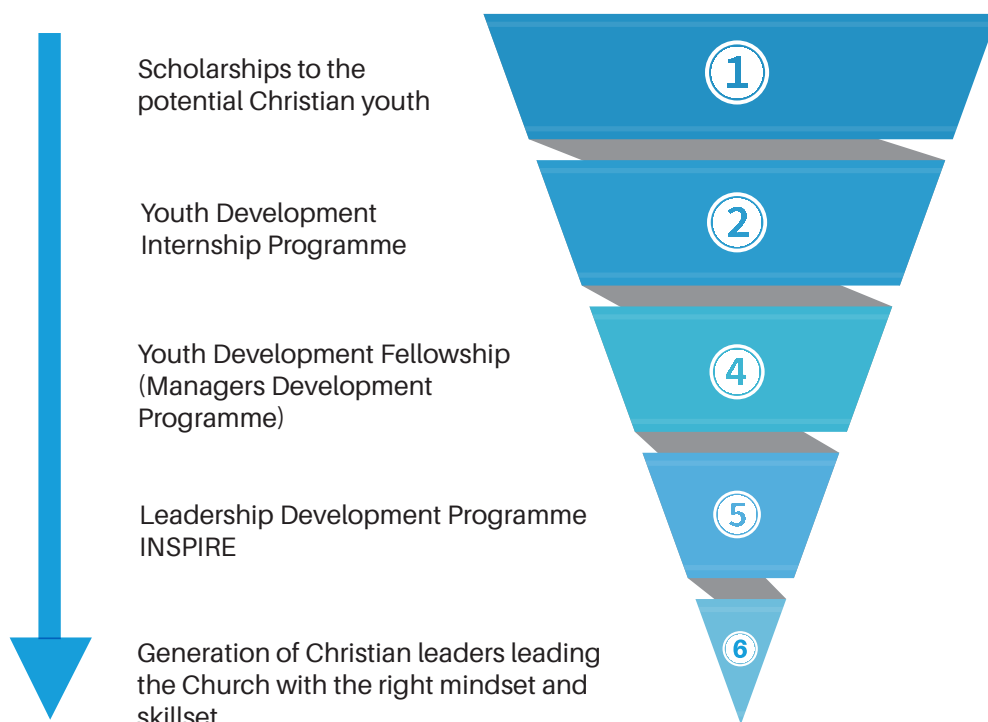 Scholarships to the
potential Christian youth
1
Youth Development
Internship Programme
2
Youth Development Fellowship
(Managers Development
Programme)
4
Leadership Development Programme
INSPIRE
5
Generation of Christian leaders leading
the Church with the right mindset and
skillset
6